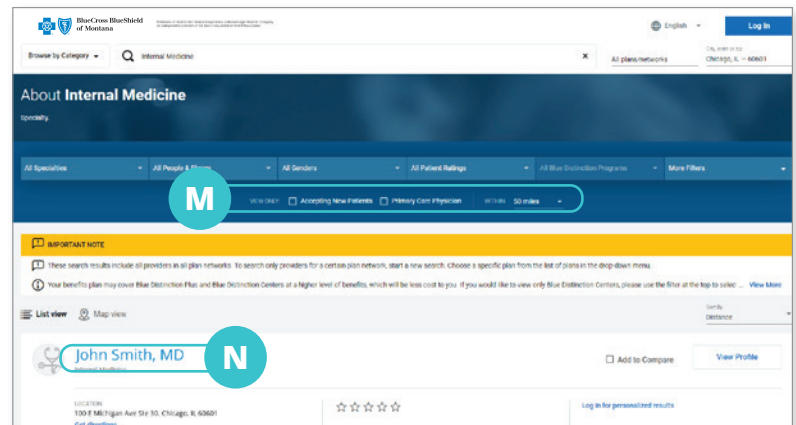 BlueCross BlueShield
of Montana
English
Log In
Browse by Category
Internal Medicine
×
All plans networks
City, state or zip
Chicago, IL – 60601
About Internal Medicine
Specialty.
All Specialties
All People &
All Genders
All Patient Ratings
All Blue Distinction Programs
More Filters
M
VIEW ONLY
Accepting New Patients
Primary Care Physician
WITHIN
50 miles
IMPORTANT NOTE
These search results include all providers in all plan networks. To search only providers for a certain plan network, start a new search. Choose a specific plan from the list of plans in the drop-down menu.
Your benefits plan may cover Blue Distinction Plus and Blue Distinction Centers at a higher level of benefits, which will be less cost to you. If you would like to view only Blue Distinction Centers, please use the filter at the top to selec ... View More
List view
Map view
Sort By
Distance
John Smith, MD
N
Internal Medicine
Add to Compare
View Profile
LOCATION
100 E Michigan Ave Ste 30, Chicago, IL 60601
Get directions
Log in for personalized results